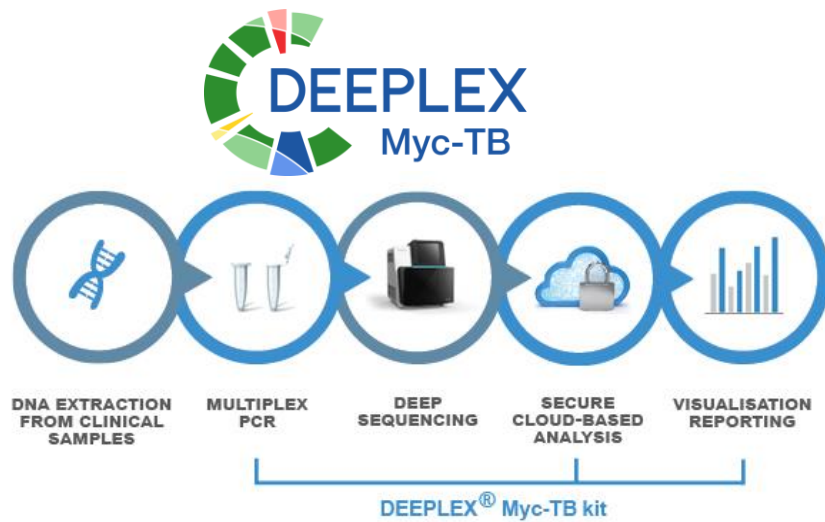 DEEPLEX
Myc-TB
DNA EXTRACTION
FROM CLINICAL
SAMPLES
MULTIPLEX
PCR
DEEP
SEQUENCING
SECURE
CLOUD-BASED
ANALYSIS
VISUALISATION
REPORTING
DEEPLEX® Myc-TB kit